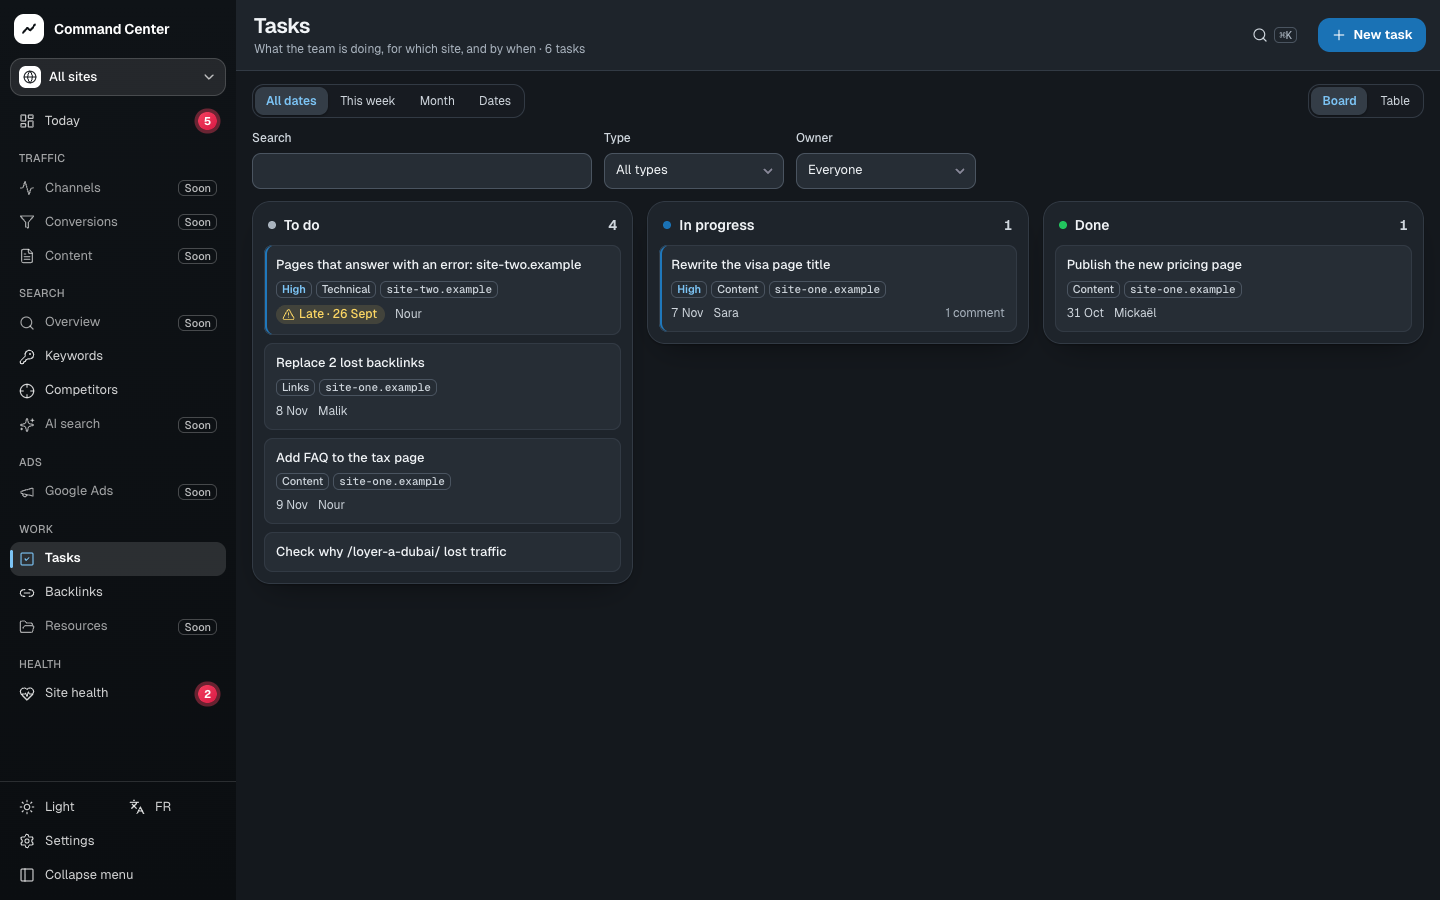 Command Center
All sites
Today 5
TRAFFIC
Channels Soon
Conversions Soon
Content Soon
SEARCH
Overview Soon
Keywords
Competitors
AI search Soon
ADS
Google Ads Soon
WORK
Tasks
Backlinks
Resources Soon
HEALTH
Site health 2
Light FR
Settings
Collapse menu
Tasks
What the team is doing, for which site, and by when · 6 tasks
⌘K
New task
All dates This week Month Dates
Board Table
Search Type Owner
All types Everyone
To do 4
Pages that answer with an error: site-two.example
High Technical site-two.example
Late · 26 Sept Nour
Replace 2 lost backlinks
Links site-one.example
8 Nov Malik
Add FAQ to the tax page
Content site-one.example
9 Nov Nour
Check why /loyer-a-dubai/ lost traffic
In progress 1
Rewrite the visa page title
High Content site-one.example
7 Nov Sara 1 comment
Done 1
Publish the new pricing page
Content site-one.example
31 Oct Mickaël